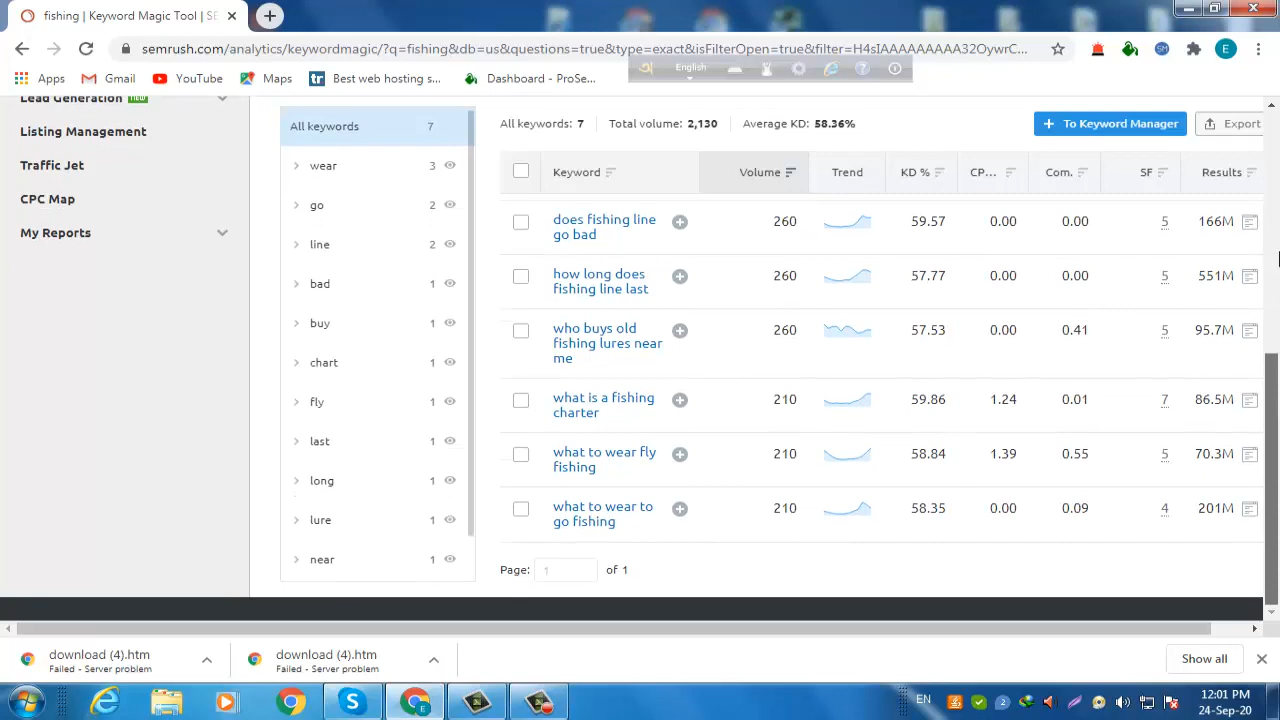 fishing | Keyword Magic Tool | SE
semrush.com/analytics/keywordmagic/?q=fishing&db=us&questions=true&type=exact&isFilterOpen=true&filter=H4sIAAAAAAAA32OywrC...
E
Apps
Gmail
YouTube
Maps
tr
Best web hosting s...
Dashboard - ProSe...
English
Lead Generation new
Listing Management
Traffic Jet
CPC Map
My Reports
All keywords 7
wear 3
go 2
line 2
bad 1
buy 1
chart 1
fly 1
last 1
long 1
lure 1
near 1
All keywords: 7
Total volume: 2,130
Average KD: 58.36%
+ To Keyword Manager
Export
Keyword Volume Trend KD % CP... Com. SF Results
does fishing line go bad 260 59.57 0.00 0.00 5 166M
how long does fishing line last 260 57.77 0.00 0.00 5 551M
who buys old fishing lures near me 260 57.53 0.00 0.41 5 95.7M
what is a fishing charter 210 59.86 1.24 0.01 7 86.5M
what to wear fly fishing 210 58.84 1.39 0.55 5 70.3M
what to wear to go fishing 210 58.35 0.00 0.09 4 201M
Page: 1 of 1
download (4).htm
Failed - Server problem
download (4).htm
Failed - Server problem
Show all
EN
12:01 PM
24-Sep-20